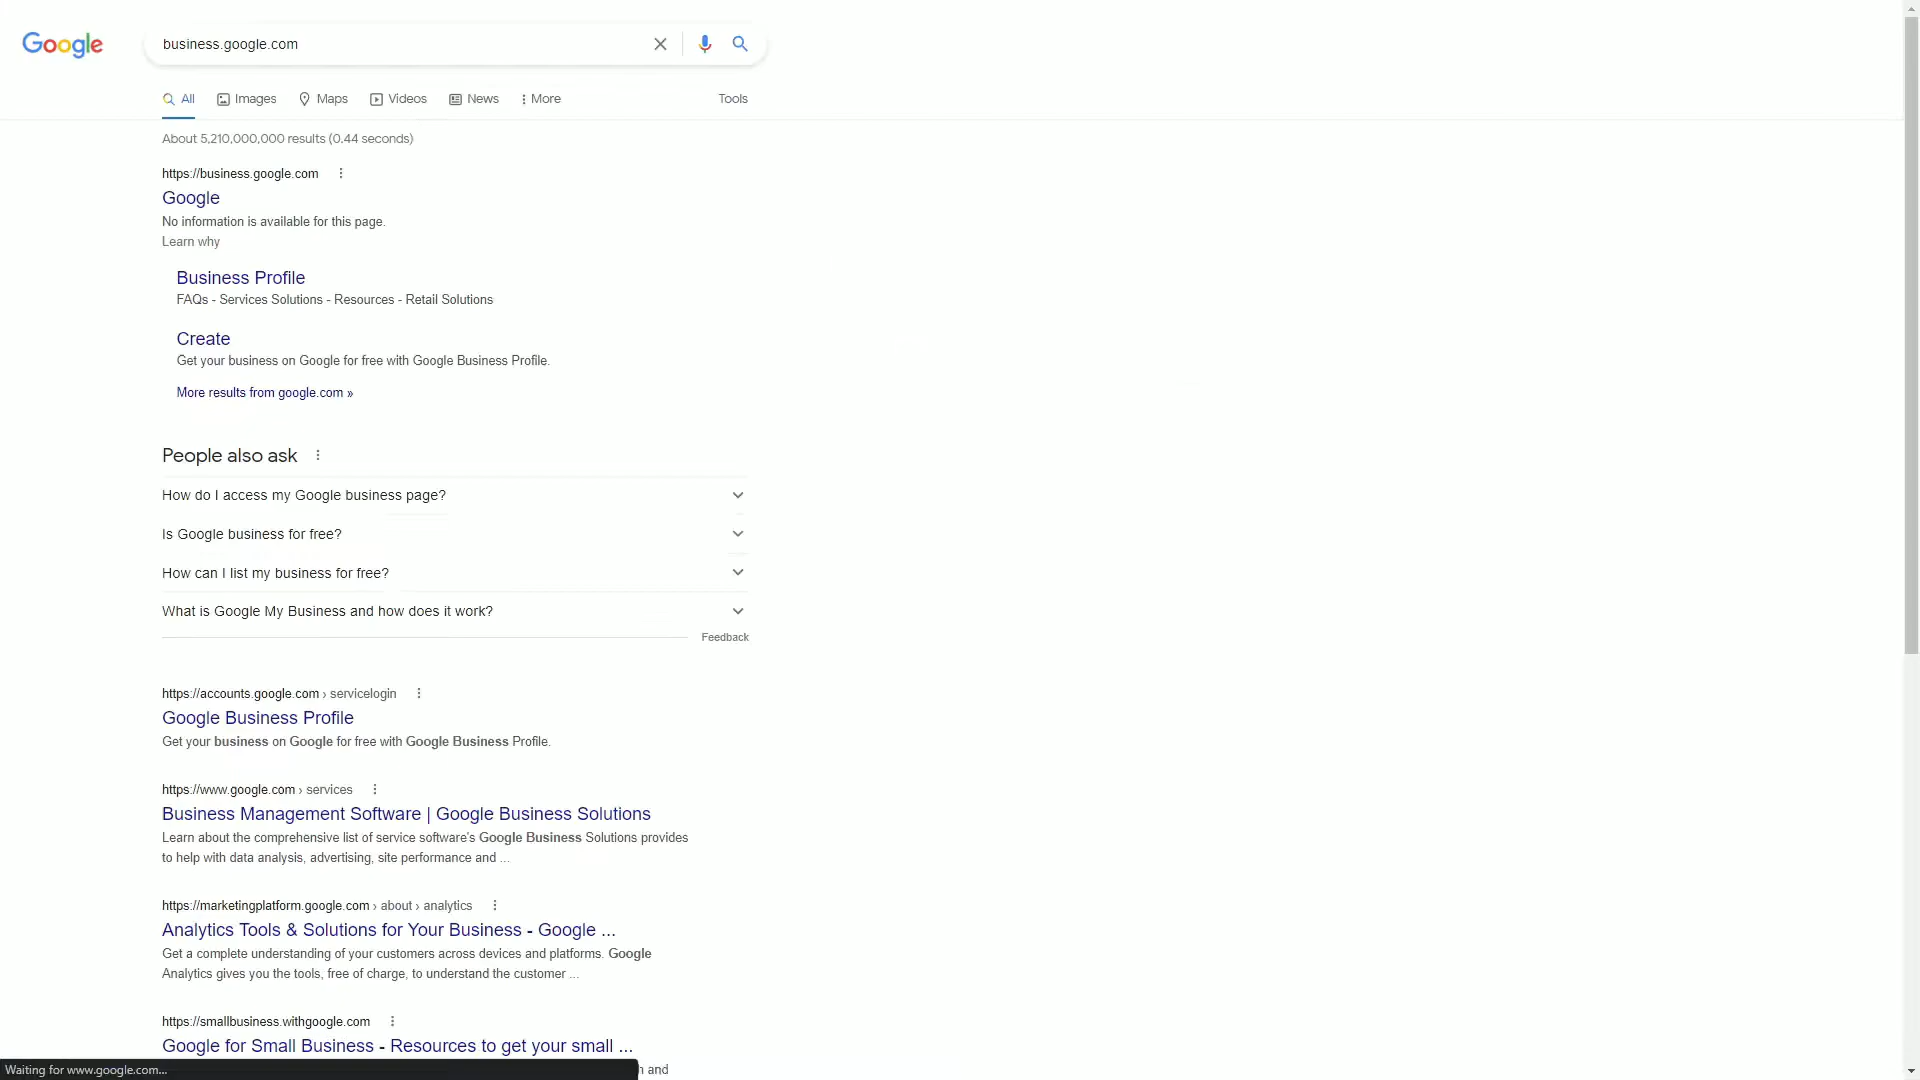 Google
business.google.com
All
Images
Maps
Videos
News
More
Tools
About 5,210,000,000 results (0.44 seconds)
https://business.google.com
Google
No information is available for this page.
Learn why
Business Profile
FAQs - Services Solutions - Resources - Retail Solutions
Create
Get your business on Google for free with Google Business Profile.
More results from google.com »
People also ask
How do I access my Google business page?
Is Google business for free?
How can I list my business for free?
What is Google My Business and how does it work?
Feedback
https://accounts.google.com › servicelogin
Google Business Profile
Get your business on Google for free with Google Business Profile.
https://www.google.com › services
Business Management Software | Google Business Solutions
Learn about the comprehensive list of service software's Google Business Solutions provides
to help with data analysis, advertising, site performance and ...
https://marketingplatform.google.com › about › analytics
Analytics Tools & Solutions for Your Business - Google ...
Get a complete understanding of your customers across devices and platforms. Google
Analytics gives you the tools, free of charge, to understand the customer ...
https://smallbusiness.withgoogle.com
Google for Small Business - Resources to get your small ...
Waiting for www.google.com...
and